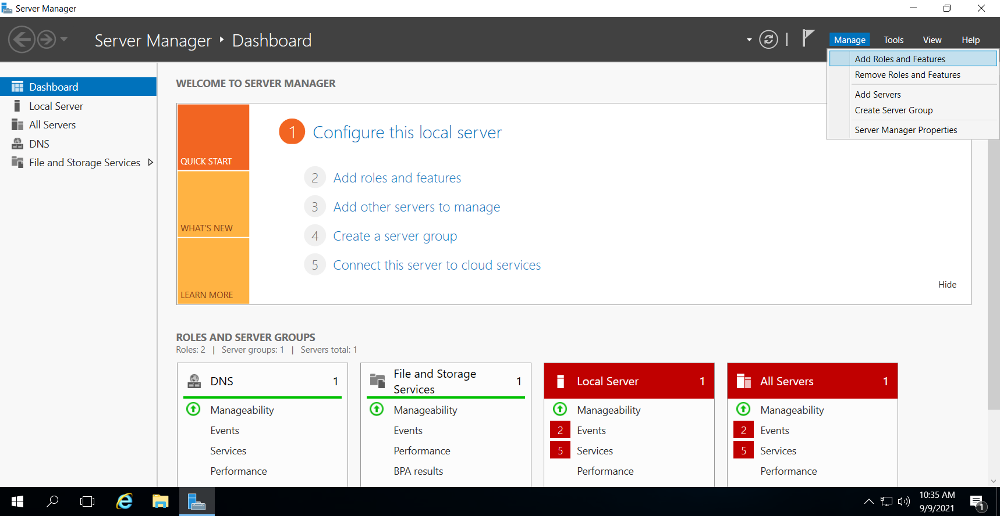 Server Manager
Server Manager ‣ Dashboard
Manage Tools View Help
Add Roles and Features
Remove Roles and Features
Add Servers
Create Server Group
Server Manager Properties
Dashboard
Local Server
All Servers
DNS
File and Storage Services
WELCOME TO SERVER MANAGER
QUICK START
WHAT'S NEW
LEARN MORE
1 Configure this local server
2 Add roles and features
3 Add other servers to manage
4 Create a server group
5 Connect this server to cloud services
Hide
ROLES AND SERVER GROUPS
Roles: 2 | Server groups: 1 | Servers total: 1
DNS 1
Manageability
Events
Services
Performance
File and Storage
Services 1
Manageability
Events
Performance
BPA results
Local Server 1
Manageability
2 Events
5 Services
Performance
All Servers 1
Manageability
2 Events
5 Services
Performance
10:35 AM
9/9/2021
1